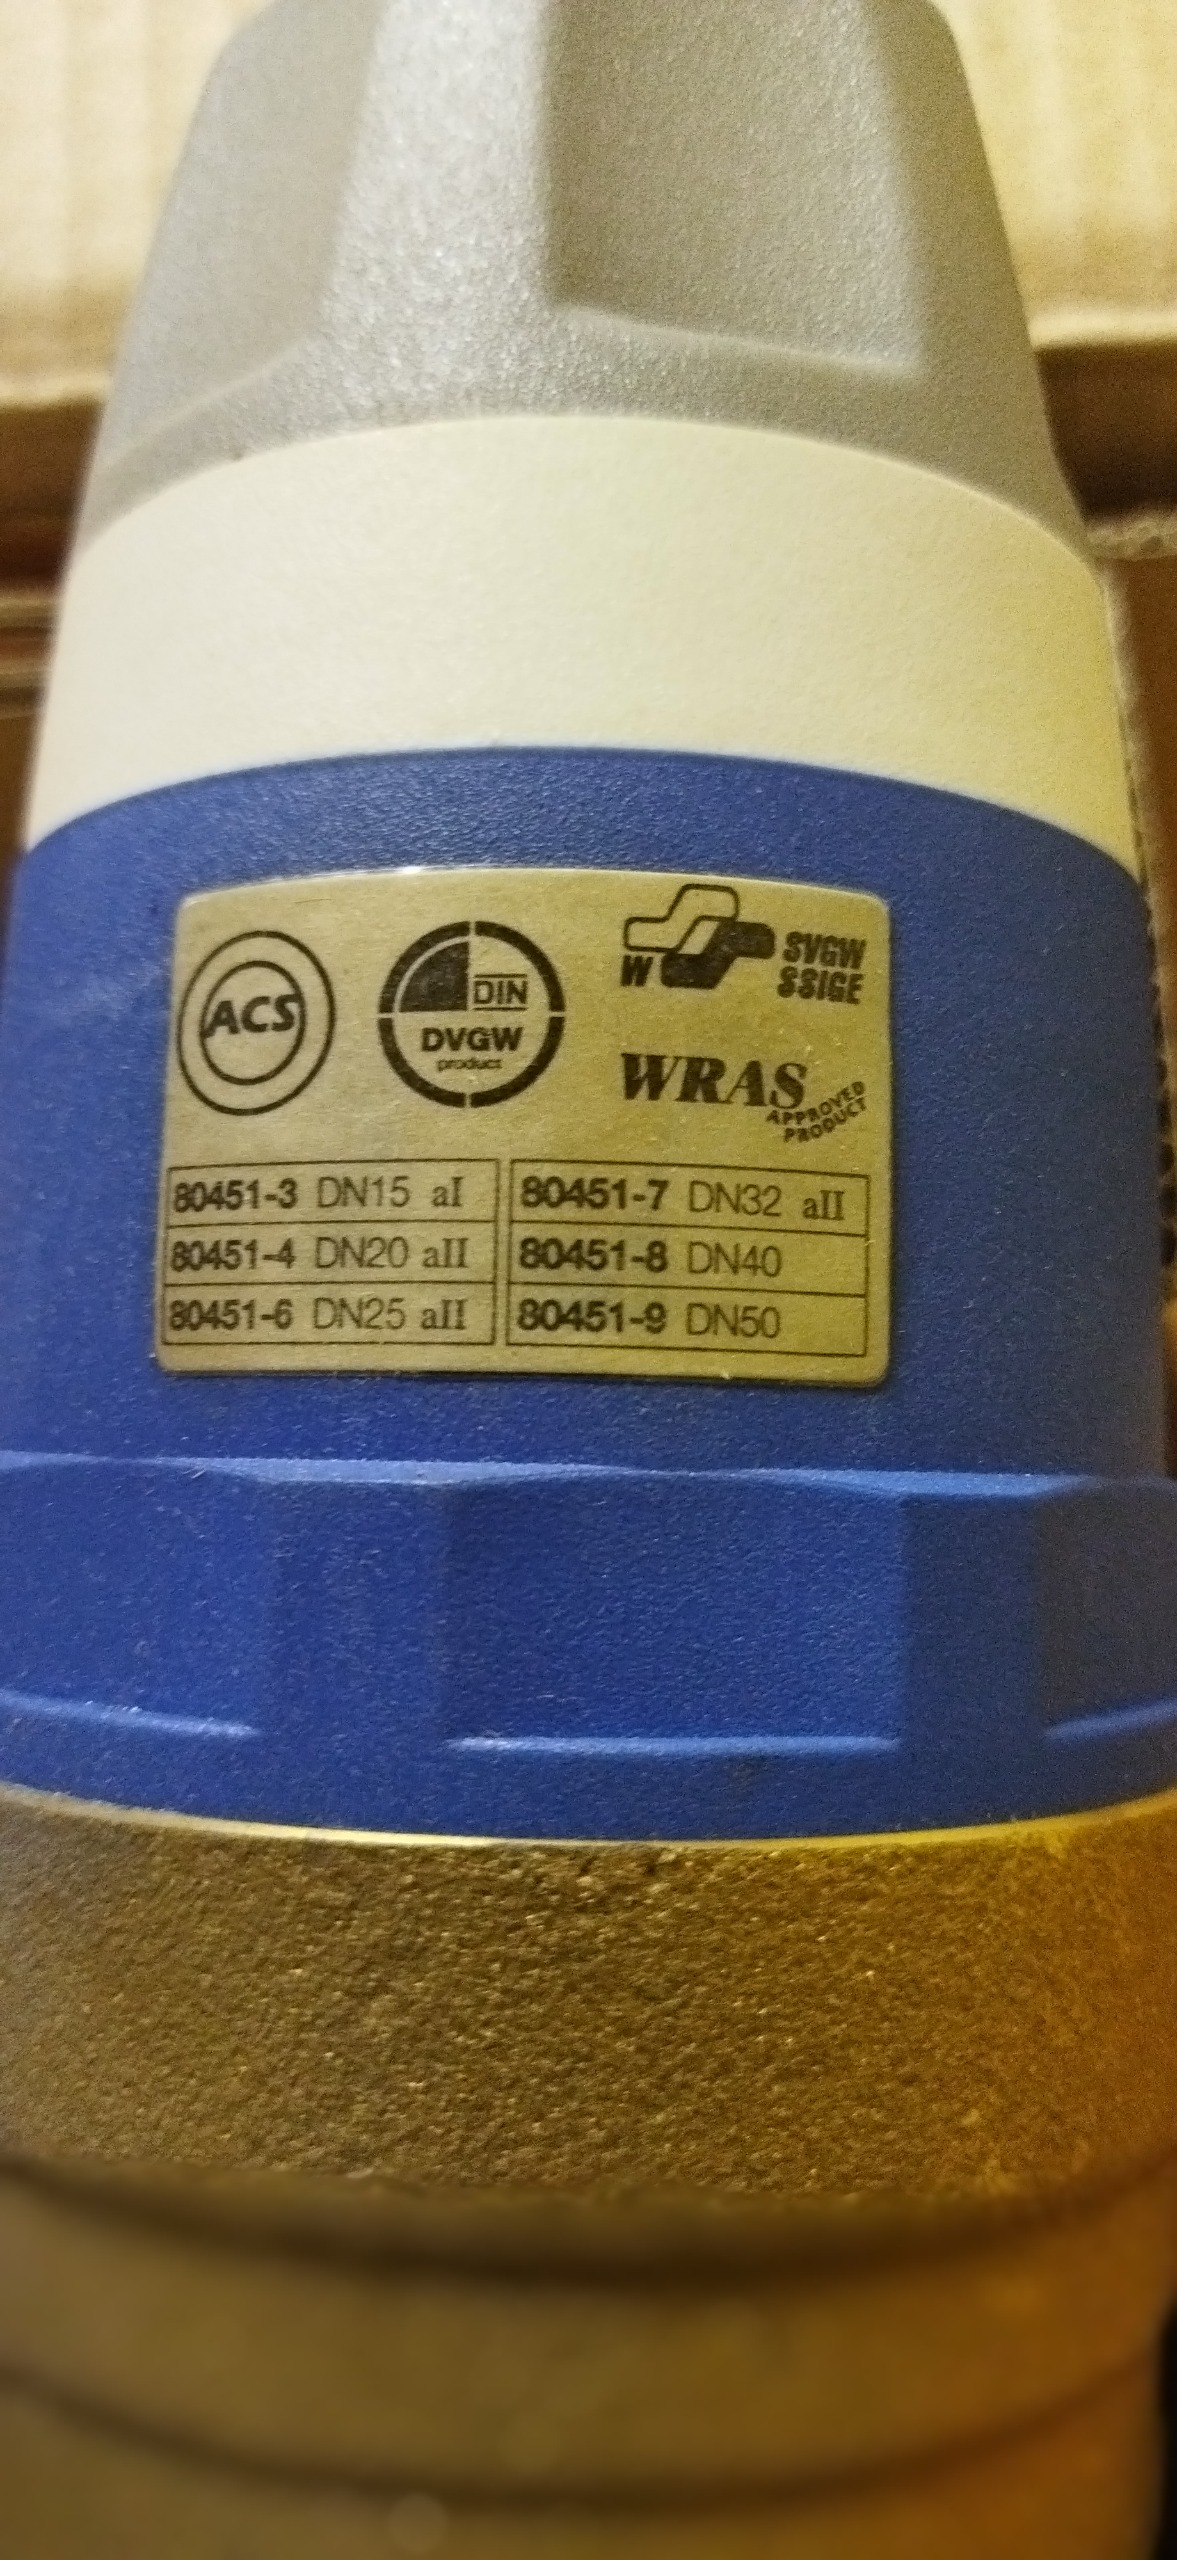 ACS
DIN
DVGW
product
W
SVGW
SSIGE
WRAS
APPROVED
PRODUCT
80451-3 DN15 aI
80451-4 DN20 aII
80451-6 DN25 aII
80451-7 DN32 aII
80451-8 DN40
80451-9 DN50